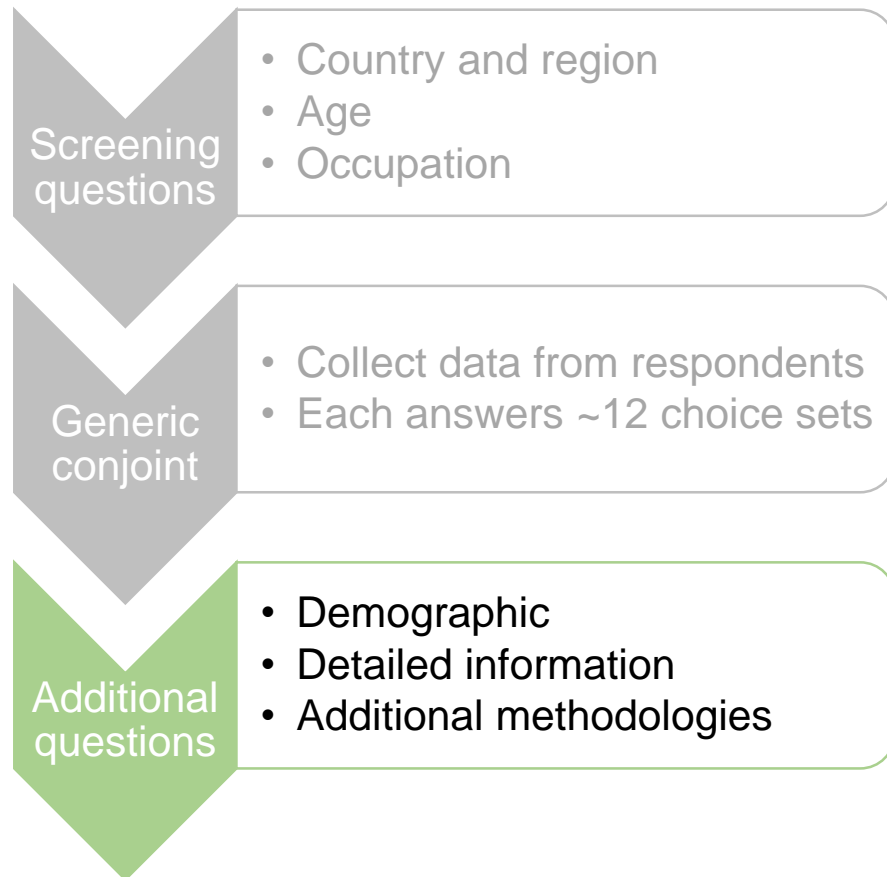 Screening
questions
• Country and region
• Age
• Occupation
Generic
conjoint
• Collect data from respondents
• Each answers ~12 choice sets
Additional
questions
• Demographic
• Detailed information
• Additional methodologies